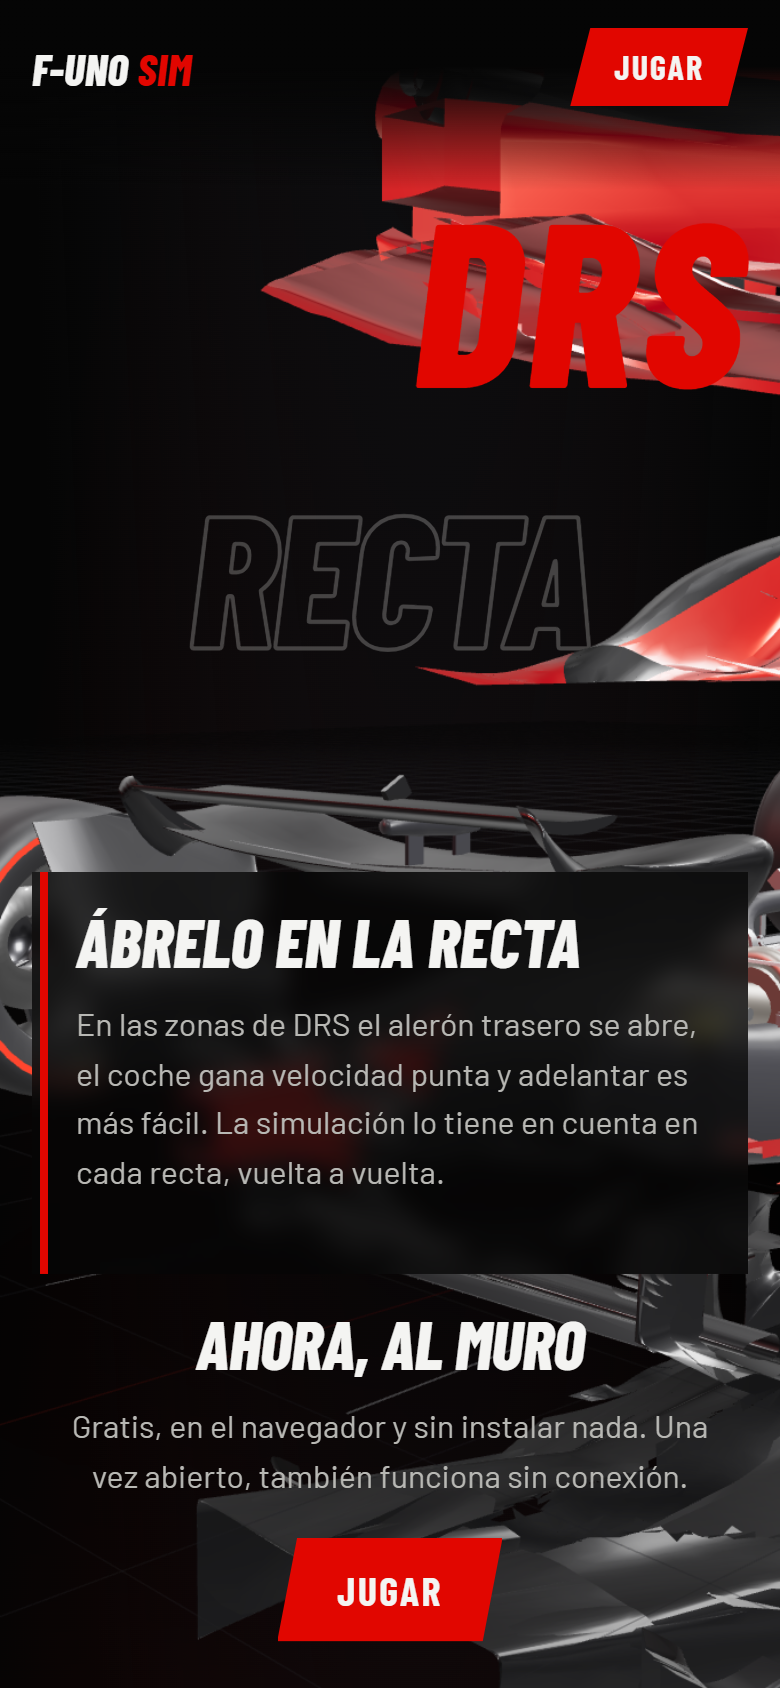 F-UNO SIM
JUGAR
DRS
RECTA
ÁBRELO EN LA RECTA
En las zonas de DRS el alerón trasero se abre,
el coche gana velocidad punta y adelantar es
más fácil. La simulación lo tiene en cuenta en
cada recta, vuelta a vuelta.
AHORA, AL MURO
Gratis, en el navegador y sin instalar nada. Una
vez abierto, también funciona sin conexión.
JUGAR